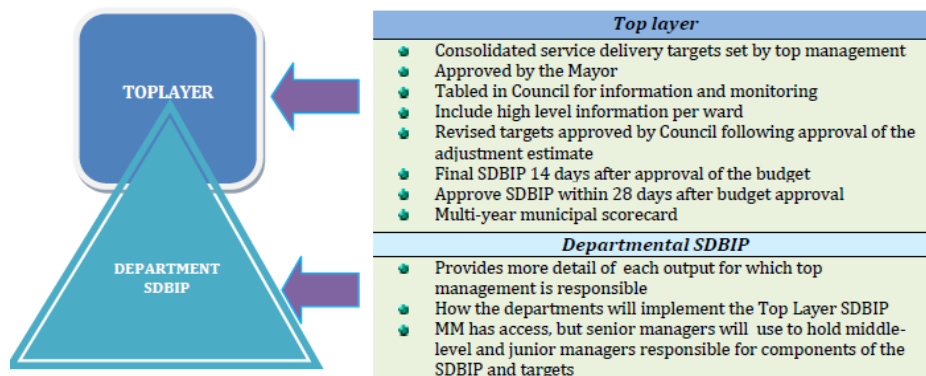 TOPLAYER
DEPARTMENT
SDBIP
Top layer
Consolidated service delivery targets set by top management
Approved by the Mayor
Tabled in Council for information and monitoring
Include high level information per ward
Revised targets approved by Council following approval of the
adjustment estimate
Final SDBIP 14 days after approval of the budget
Approve SDBIP within 28 days after budget approval
Multi-year municipal scorecard
Departmental SDBIP
Provides more detail of each output for which top
management is responsible
How the departments will implement the Top Layer SDBIP
MM has access, but senior managers will use to hold middle-
level and junior managers responsible for components of the
SDBIP and targets